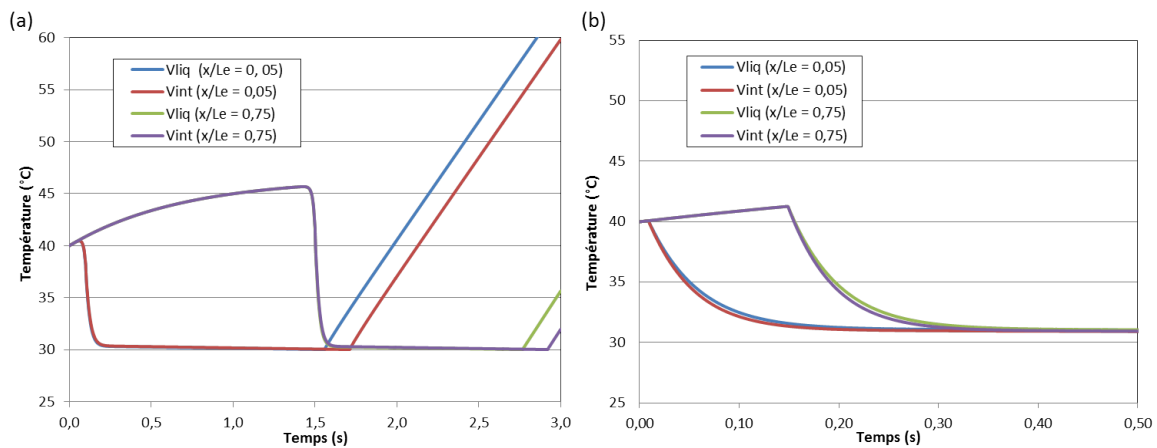 (a)
60
55
50
45
40
35
30
25
Température (°C)
Vliq (x/Le = 0, 05)
Vint (x/Le = 0,05)
Vliq (x/Le = 0,75)
Vint (x/Le = 0,75)
0,0 0,5 1,0 1,5 2,0 2,5 3,0
Temps (s)
(b)
55
50
45
40
35
30
25
Température (°C)
Vliq (x/Le = 0,05)
Vint (x/Le = 0,05)
Vliq (x/Le = 0,75)
Vint (x/Le = 0,75)
0,00 0,10 0,20 0,30 0,40 0,50
Temps (s)